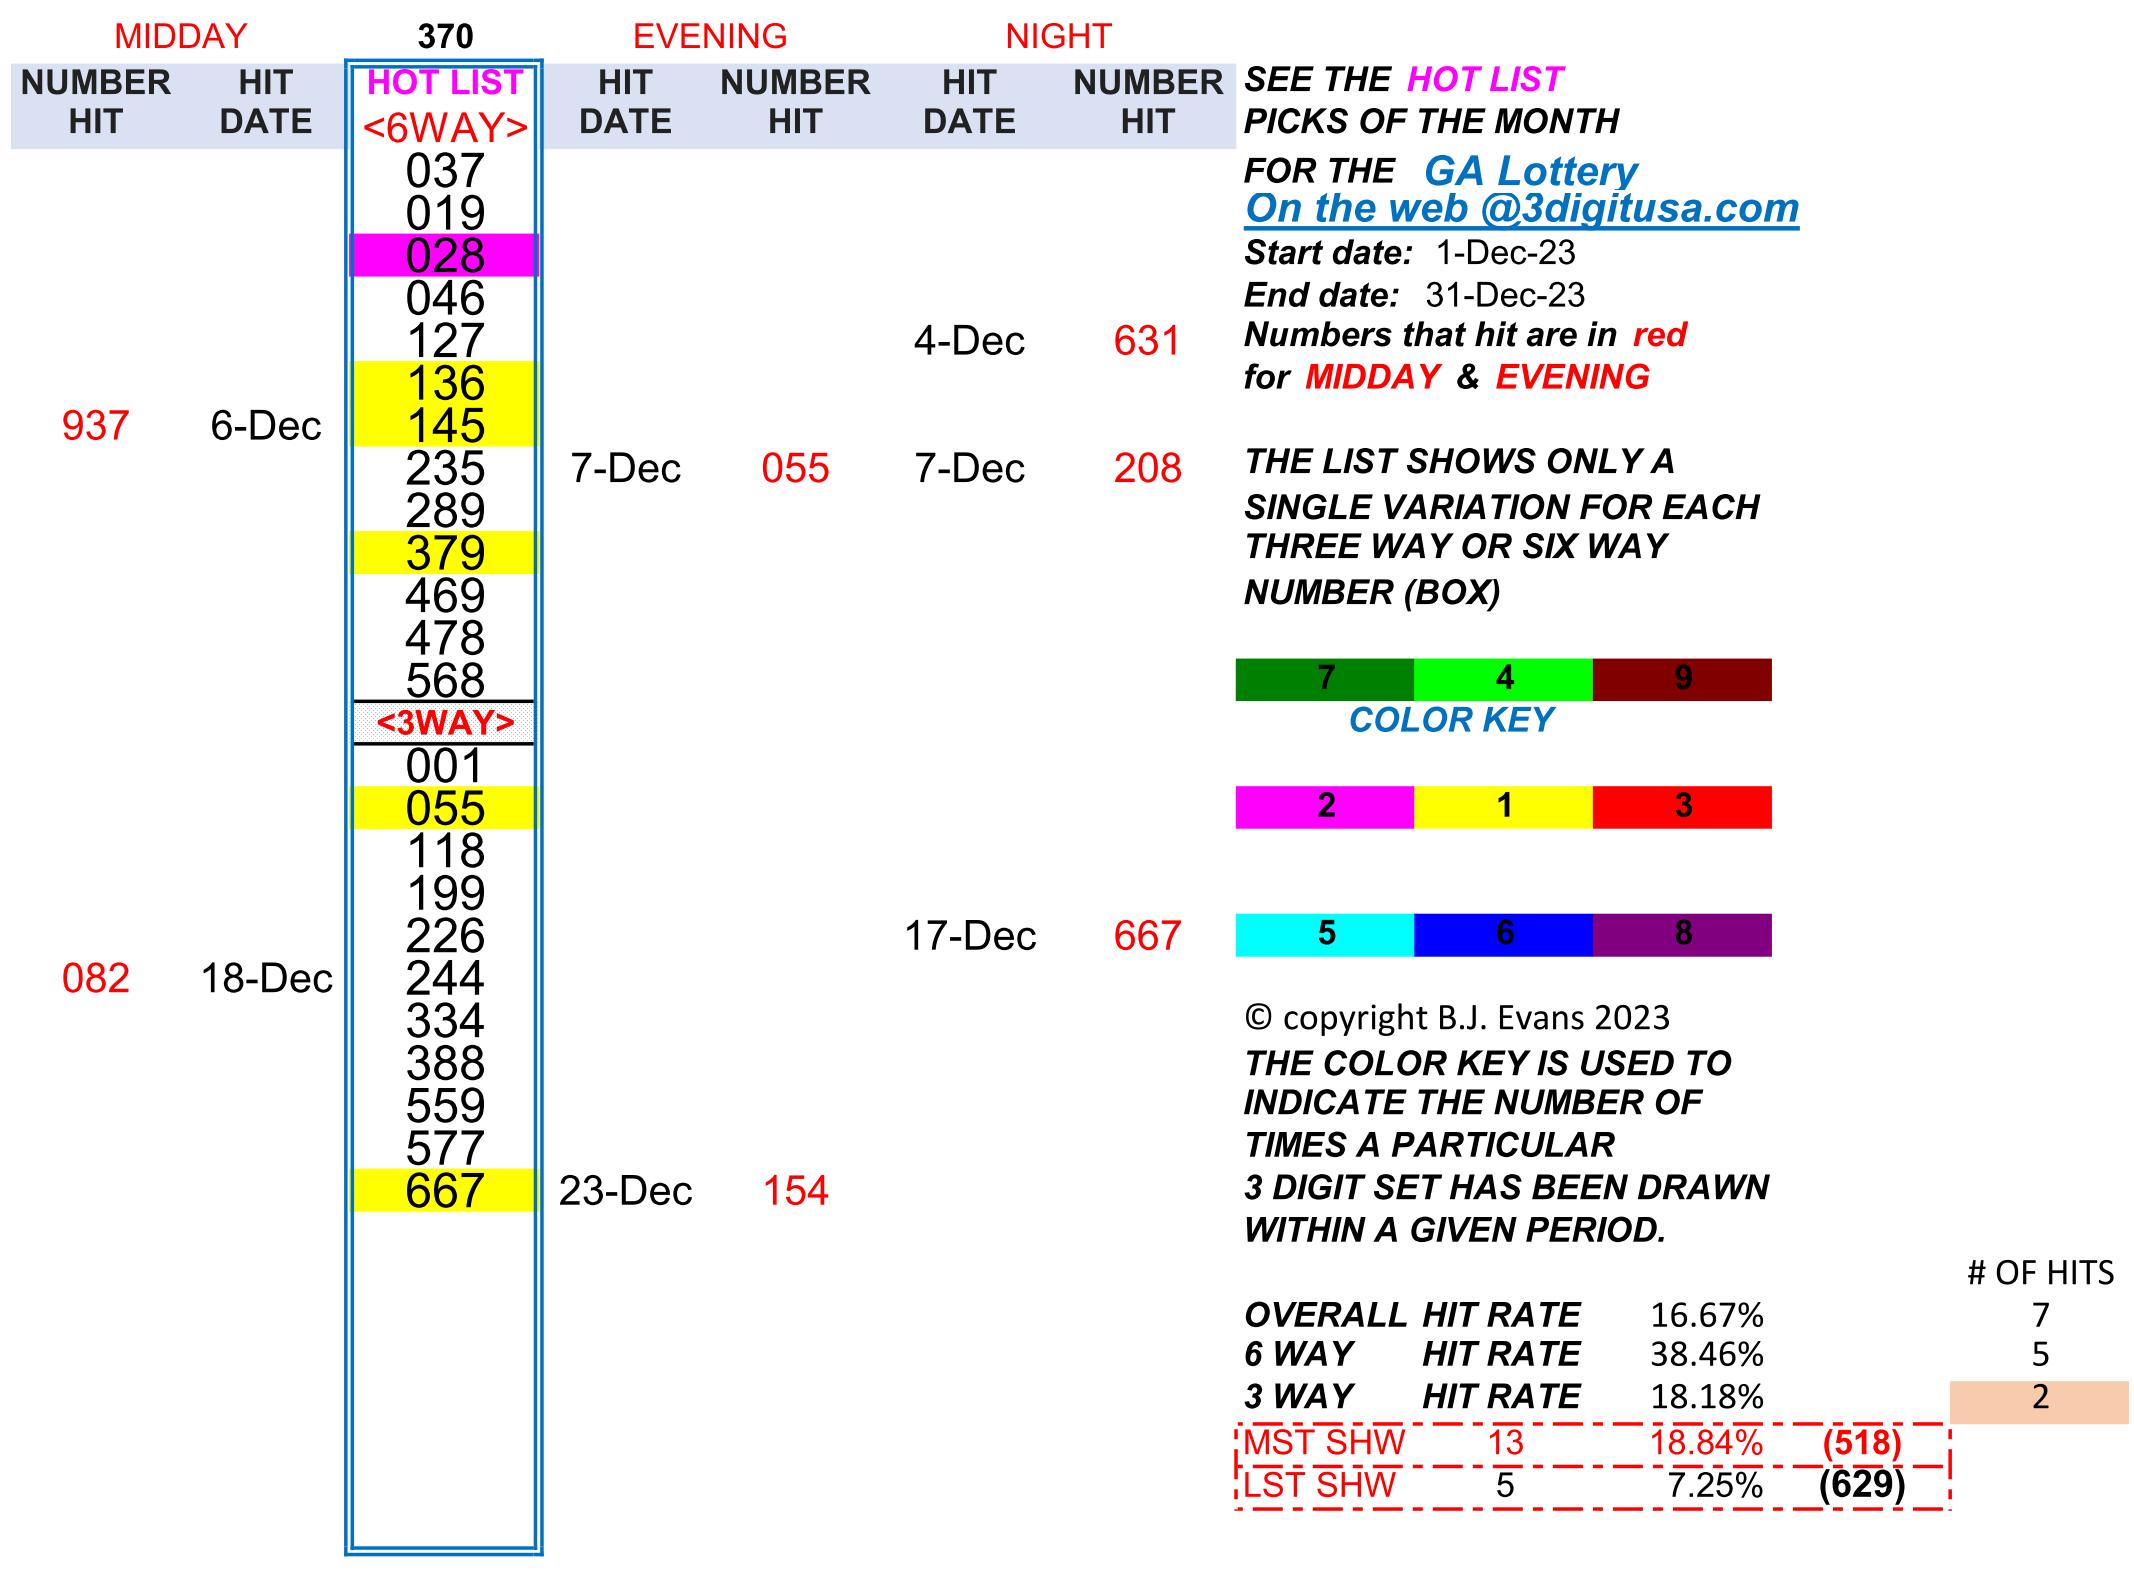 MIDDAY 370 EVENING NIGHT
NUMBER HIT HOT LIST HIT NUMBER HIT NUMBER SEE THE HOT LIST
HIT DATE <6WAY> DATE HIT DATE HIT PICKS OF THE MONTH
037 FOR THE GA Lottery
019 On the web @3digitusa.com
028 Start date: 1-Dec-23
046 End date: 31-Dec-23
127 4-Dec 631 Numbers that hit are in red
136 for MIDDAY & EVENING
937 6-Dec 145
235 7-Dec 055 7-Dec 208 THE LIST SHOWS ONLY A
289 SINGLE VARIATION FOR EACH
379 THREE WAY OR SIX WAY
469 NUMBER (BOX)
478
568 7 4 9
<3WAY> COLOR KEY
001
055 2 1 3
118
199
226 17-Dec 667 5 6 8
082 18-Dec 244
334 © copyright B.J. Evans 2023
388 THE COLOR KEY IS USED TO
559 INDICATE THE NUMBER OF
577 TIMES A PARTICULAR
667 23-Dec 154 3 DIGIT SET HAS BEEN DRAWN
WITHIN A GIVEN PERIOD.
# OF HITS
OVERALL HIT RATE 16.67% 7
6 WAY HIT RATE 38.46% 5
3 WAY HIT RATE 18.18% 2
MST SHW 13 18.84% (518)
LST SHW 5 7.25% (629)